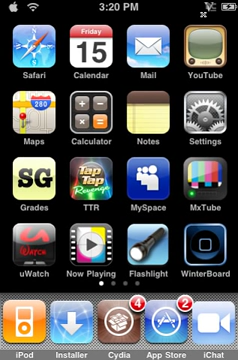 3:20 PM
Friday
15
280
SG
TAP TAP
Revenge
WATCH
Safari Calendar Mail YouTube
Maps Calculator Notes Settings
Grades TTR MySpace MxTube
uWatch Now Playing Flashlight WinterBoard
4 2
iPod Installer Cydia App Store iChat